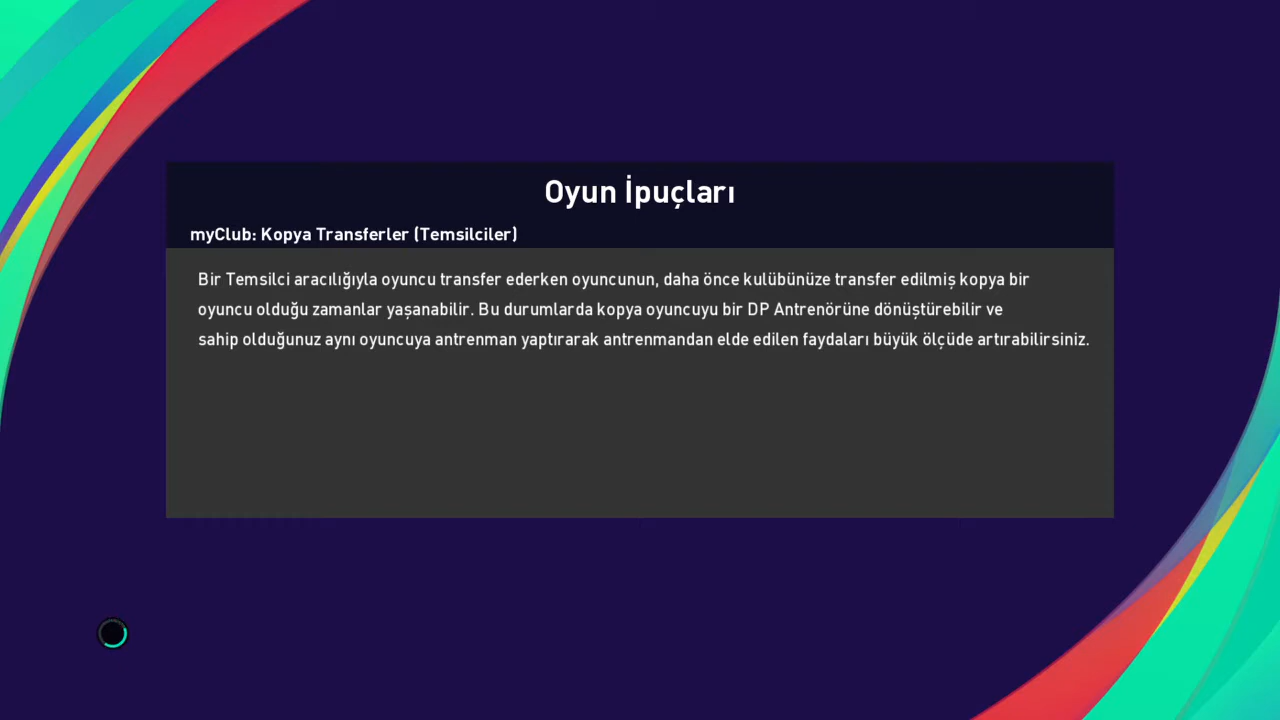 Oyun İpuçları
myClub: Kopya Transferler (Temsilciler)
Bir Temsilci aracılığıyla oyuncu transfer ederken oyuncunun, daha önce kulübünüze transfer edilmiş kopya bir
oyuncu olduğu zamanlar yaşanabilir. Bu durumlarda kopya oyuncuyu bir DP Antrenörüne dönüştürebilir ve
sahip olduğunuz aynı oyuncuya antrenman yaptırarak antrenmandan elde edilen faydaları büyük ölçüde artırabilirsiniz.